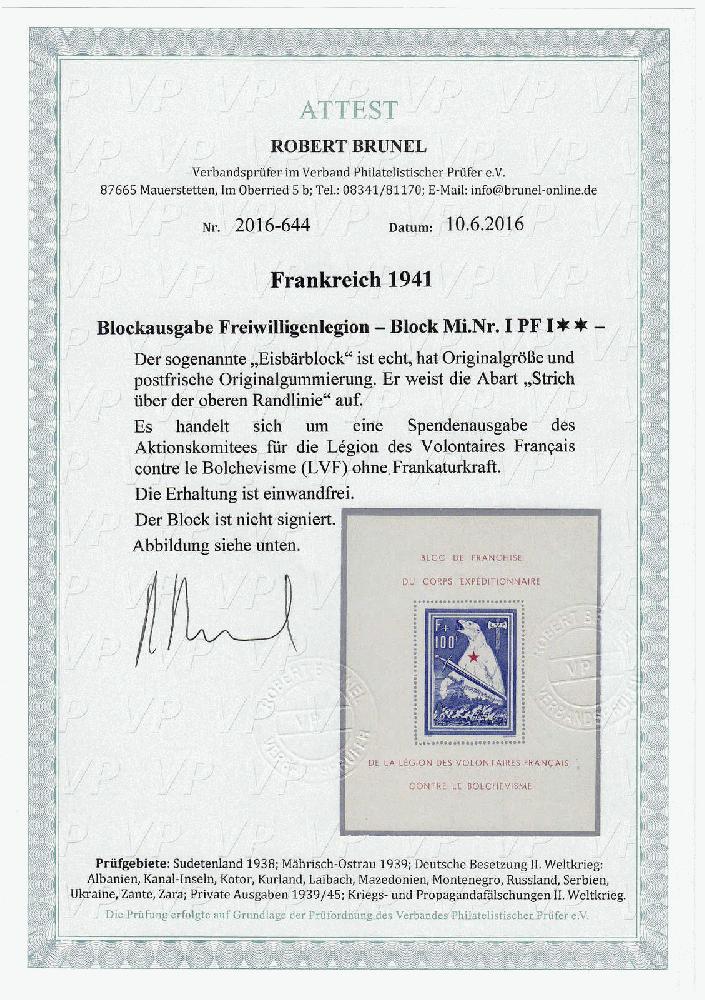 ATTEST
ROBERT BRUNEL
Verbandsprüfer im Verband Philatelistischer Prüfer e.V.
87665 Mauerstetten, Im Oberried 5 b; Tel.: 08341/81170; E-Mail: info@brunel-online.de
Nr. 2016-644 Datum: 10.6.2016
Frankreich 1941
Blockausgabe Freiwilligenlegion – Block Mi.Nr. I PF I✶✶ –
Der sogenannte „Eisbärblock“ ist echt, hat Originalgröße und
postfrische Originalgummierung. Er weist die Abart „Strich
über der oberen Randlinie“ auf.
Es handelt sich um eine Spendenausgabe des
Aktionskomitees für die Légion des Volontaires Français
contre le Bolchevisme (LVF) ohne Frankaturkraft.
Die Erhaltung ist einwandfrei.
Der Block ist nicht signiert.
Abbildung siehe unten.
BLOC DE FRANCHISE
DU CORPS EXPÉDITIONNAIRE
F+ LVF
100
DE LA LÉGION DES VOLONTAIRES FRANÇAIS
CONTRE LE BOLCHEVISME
ROBERT BRUNEL
VP
Prüfgebiete: Sudetenland 1938; Mährisch-Ostrau 1939; Deutsche Besetzung II. Weltkrieg:
Albanien, Kanal-Inseln, Kotor, Kurland, Laibach, Mazedonien, Montenegro, Russland, Serbien,
Ukraine, Zante, Zara; Private Ausgaben 1939/45; Kriegs- und Propagandafälschungen II. Weltkrieg.
Die Prüfung erfolgte auf Grundlage der Prüfordnung des Verbandes Philatelistischer Prüfer e.V.